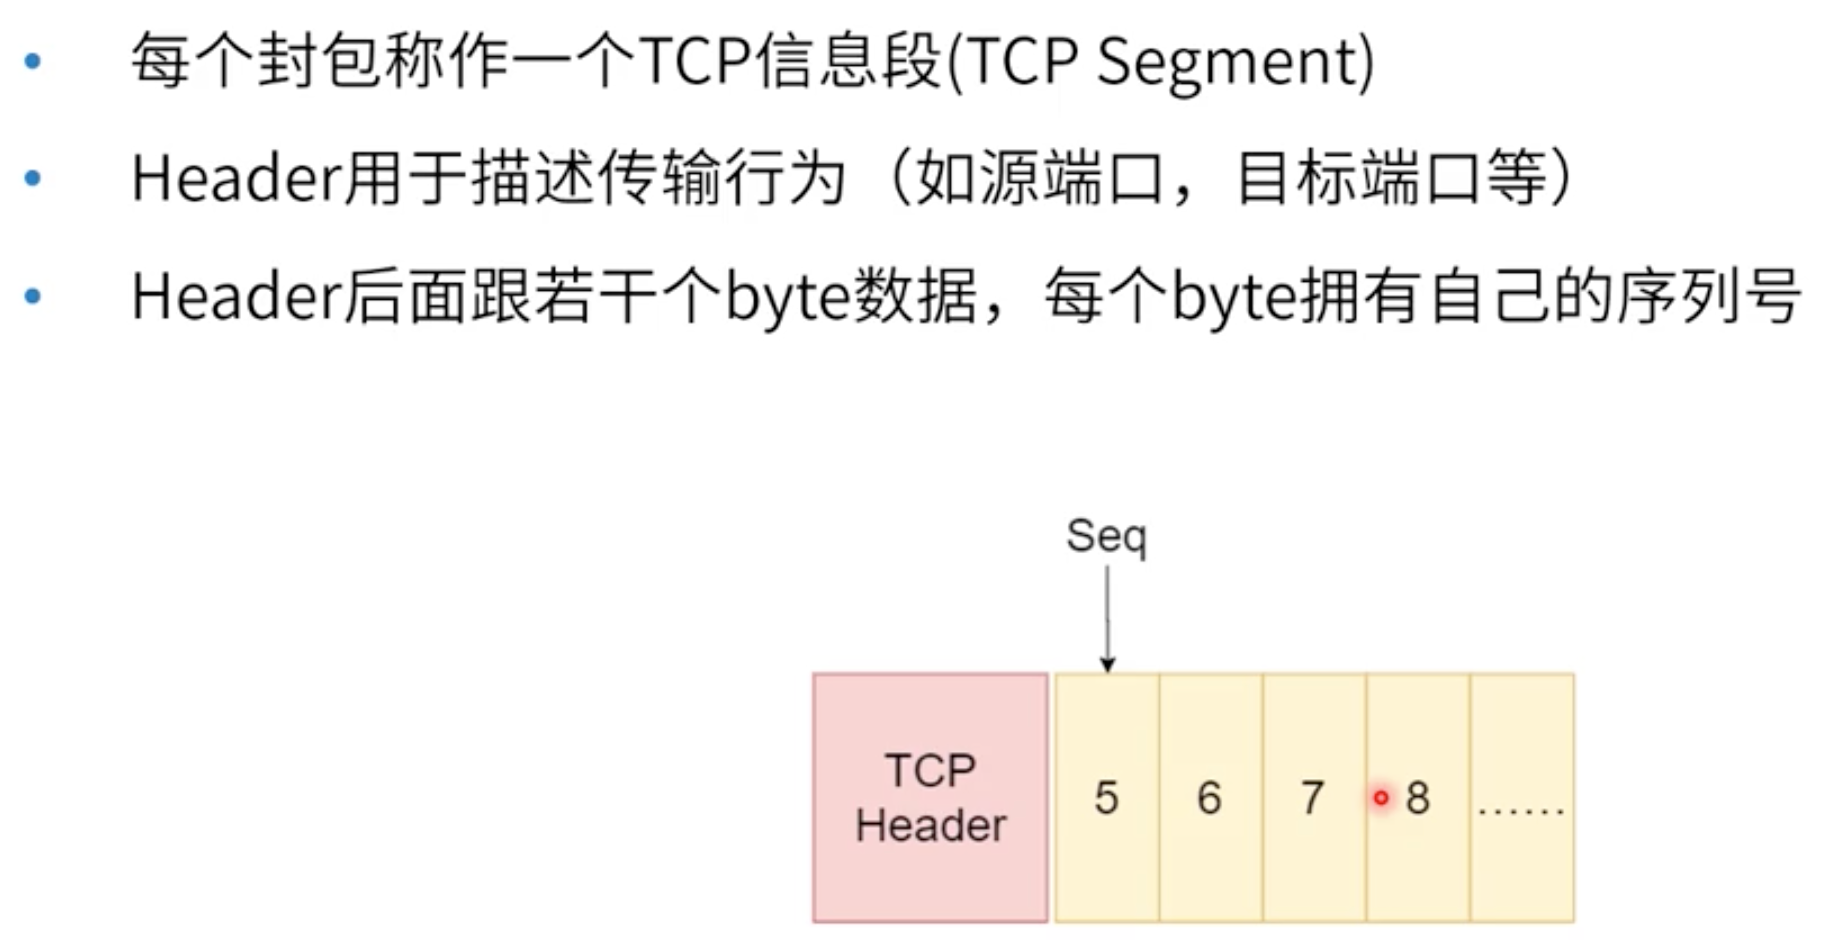 每个封包称作一个TCP信息段(TCP Segment)
Header用于描述传输行为（如源端口，目标端口等）
Header后面跟若干个byte数据，每个byte拥有自己的序列号
Seq
TCP
Header
5 6 7 8 ......